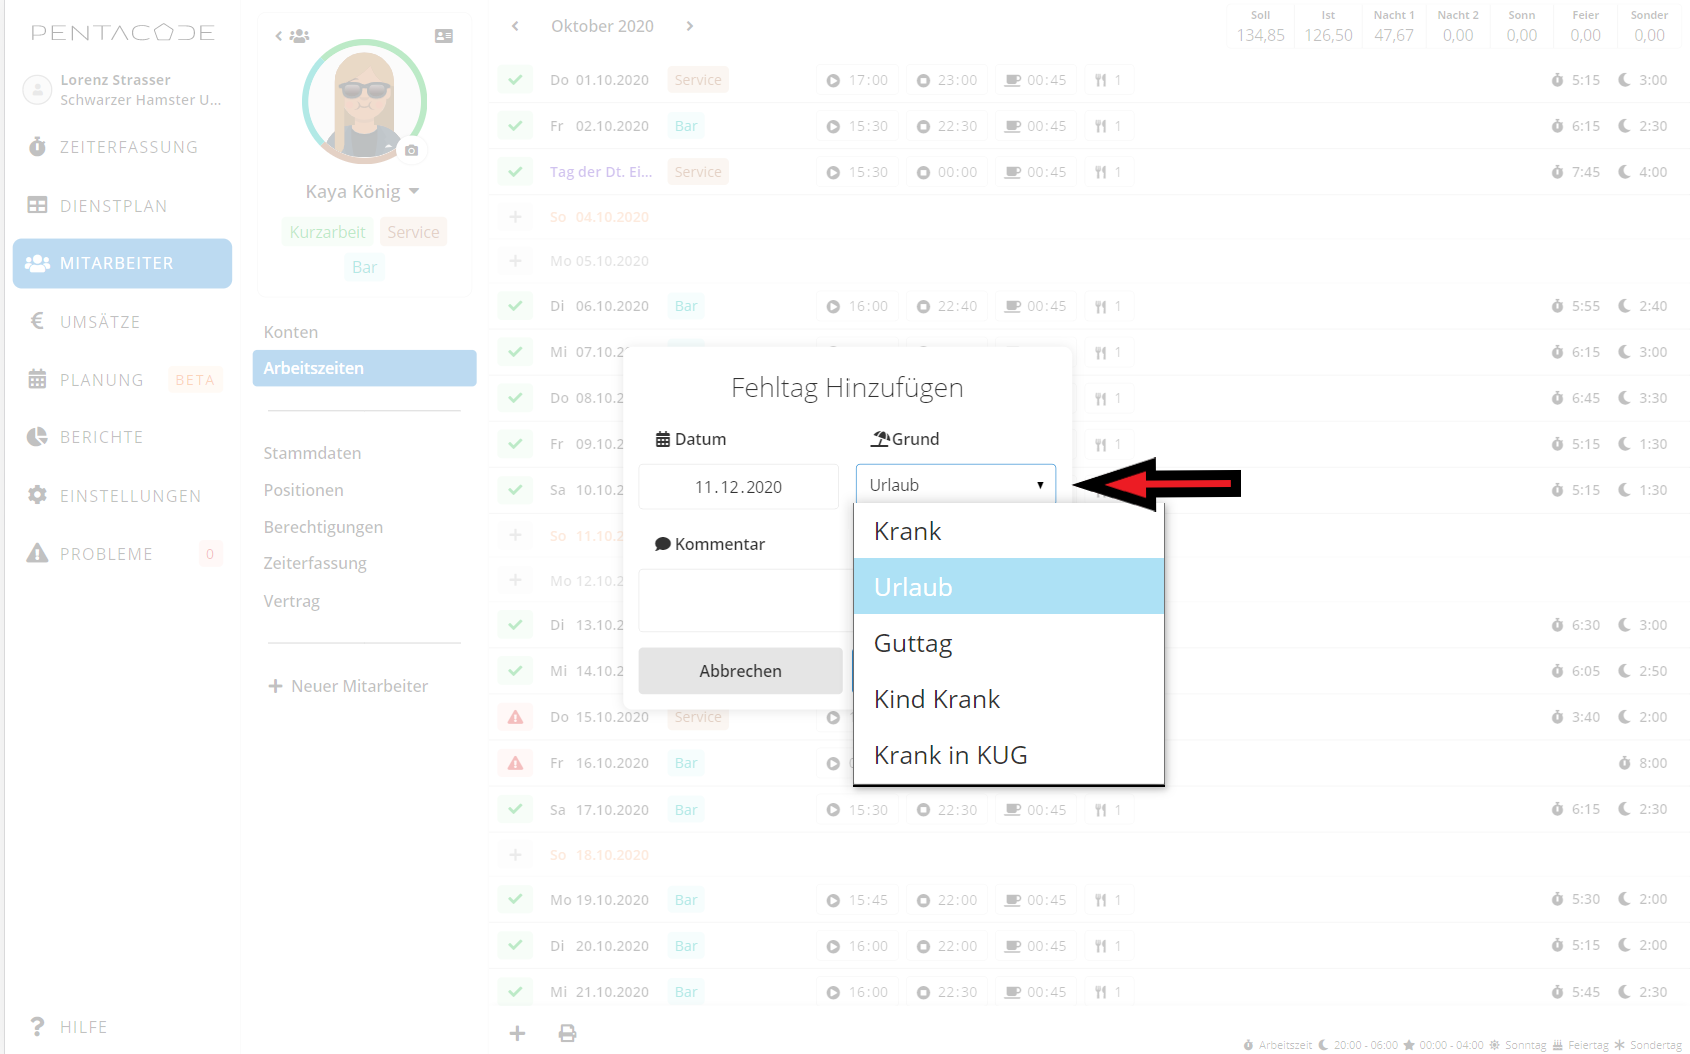 PENTACODE
Lorenz Strasser
Schwarzer Hamster U...
ZEITERFASSUNG
DIENSTPLAN
MITARBEITER
UMSÄTZE
PLANUNG BETA
BERICHTE
EINSTELLUNGEN
PROBLEME 0
HILFE
Kaya König
Kurzarbeit Service
Bar
Konten
Arbeitszeiten
Stammdaten
Positionen
Berechtigungen
Zeiterfassung
Vertrag
Neuer Mitarbeiter
Oktober 2020
Soll Ist Nacht 1 Nacht 2 Sonn Feier Sonder
134,85 126,50 47,67 0,00 0,00 0,00 0,00
Do 01.10.2020 Service 17:00 23:00 00:45 1 5:15 3:00
Fr 02.10.2020 Bar 15:30 22:30 00:45 1 6:15 2:30
Tag der Dt. Ei... Service 15:30 00:00 00:45 1 7:45 4:00
So 04.10.2020
Mo 05.10.2020
Di 06.10.2020 Bar 16:00 22:40 00:45 1 5:55 2:40
Mi 07.10.2 1 6:15 3:00
Do 08.10.2 1 6:45 3:30
Fr 09.10.2 1 5:15 1:30
Sa 10.10.2 5:15 1:30
So 11.10.2
Mo 12.10.2
Di 13.10.2 6:30 3:00
Mi 14.10.2 6:05 2:50
Do 15.10.2020 Service 3:40 2:00
Fr 16.10.2020 Bar 8:00
Sa 17.10.2020 Bar 15:30 22:30 00:45 1 6:15 2:30
So 18.10.2020
Mo 19.10.2020 Bar 15:45 22:00 00:45 1 5:30 2:00
Di 20.10.2020 Bar 16:00 22:00 00:45 1 5:15 2:00
Mi 21.10.2020 Bar 16:00 22:30 00:45 1 5:45 2:30
Fehltag Hinzufügen
Datum Grund
11.12.2020 Urlaub
Kommentar
Abbrechen
Krank
Urlaub
Guttag
Kind Krank
Krank in KUG
Arbeitszeit 20:00 - 06:00 00:00 - 04:00 Sonntag Feiertag Sondertag